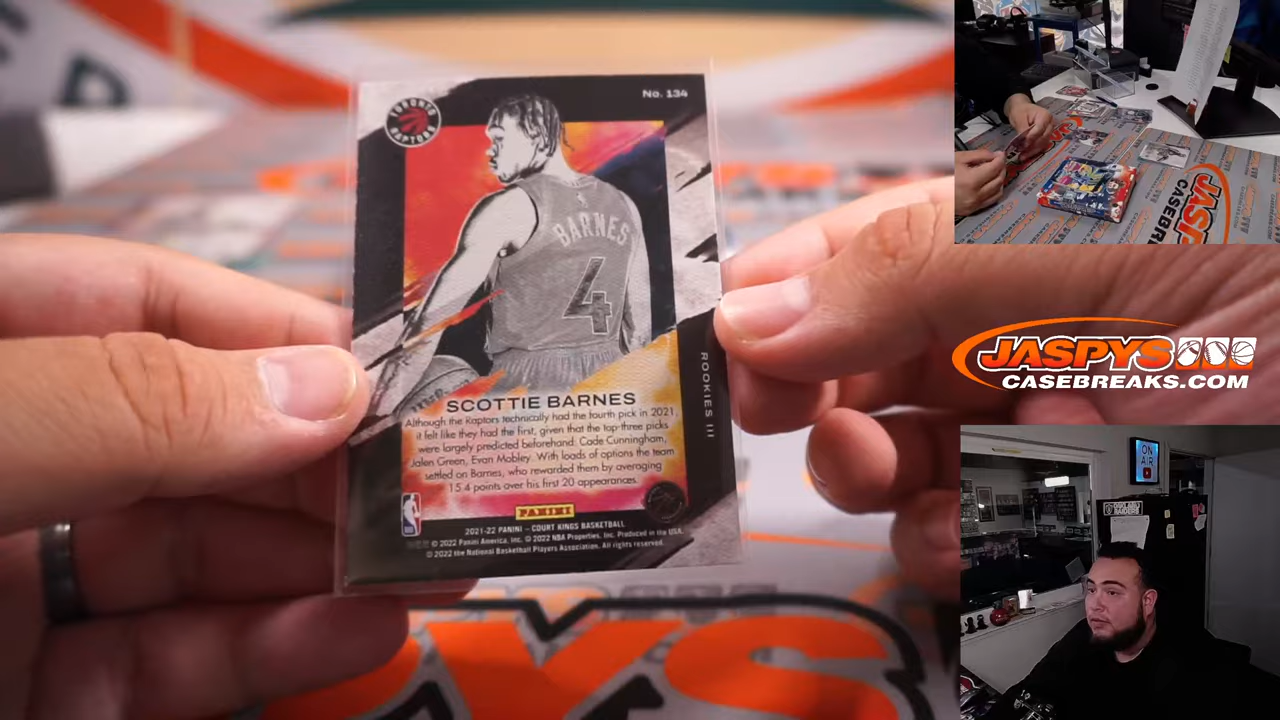 TORONTO RAPTORS
No. 134
BARNES
4
ROOKIES III
SCOTTIE BARNES
Although the Raptors technically had the fourth pick in 2021,
it felt like they had the first, given that the top-three picks
were largely predicted beforehand: Cade Cunningham,
Jalen Green, Evan Mobley. With loads of options the team
settled on Barnes, who rewarded them by averaging
15.4 points over his first 20 appearances.
PANINI
2021-22 PANINI – COURT KINGS BASKETBALL
© 2022 Panini America, Inc. © 2022 NBA Properties, Inc. Produced in the USA.
© 2022 the National Basketball Players Association. All rights reserved.
JASPYS
CASEBREAKS.COM
ON
AIR
JASPYS
CASEBR
YS